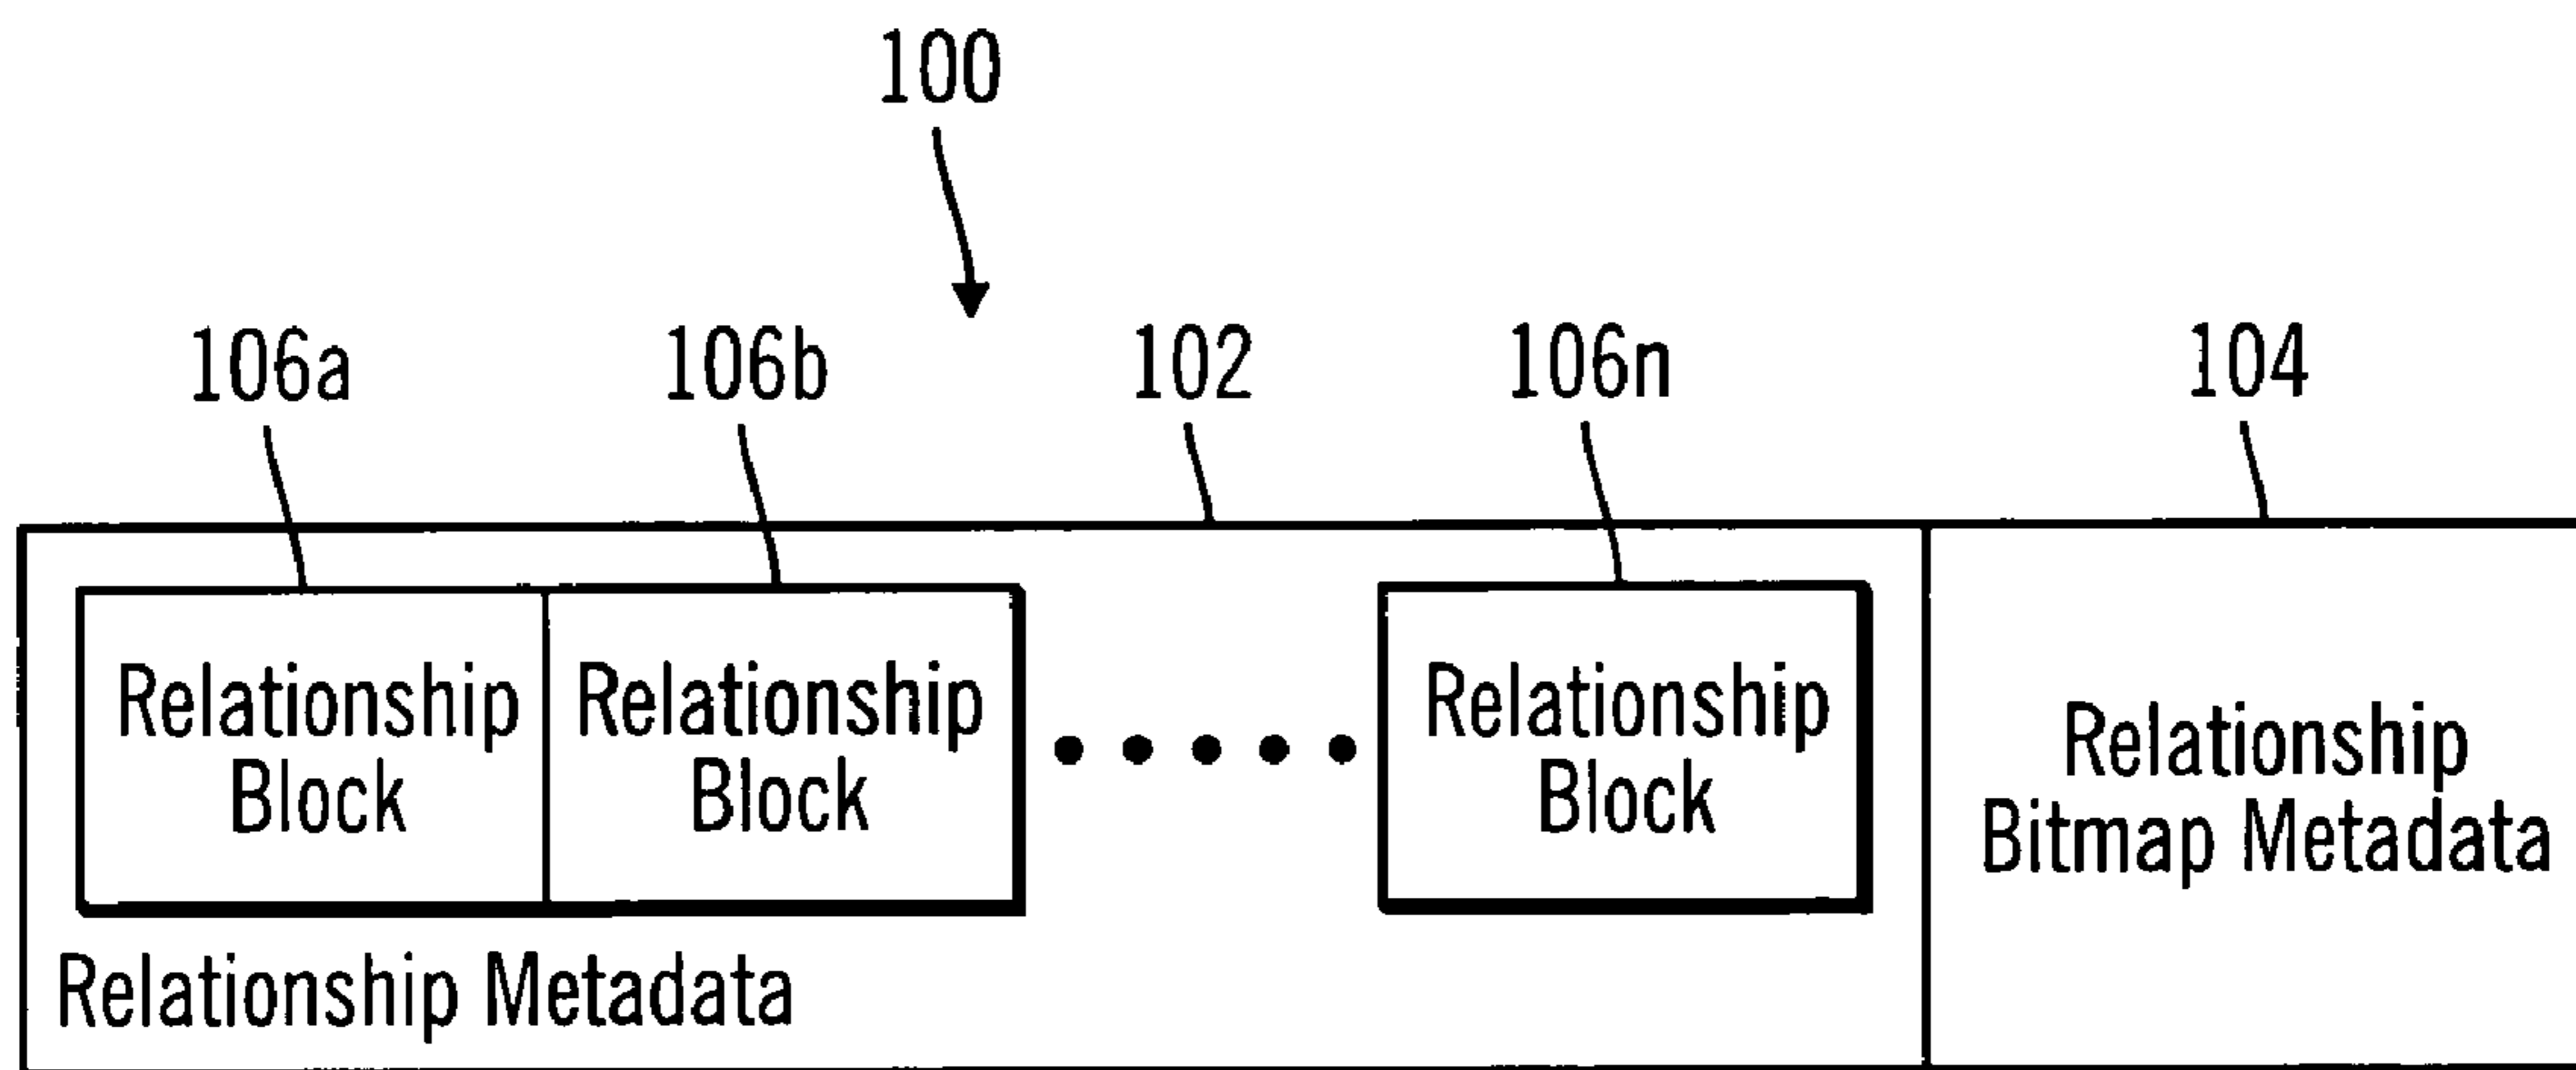 100
106a 106b 102 106n 104
Relationship Block
Relationship Block
Relationship Block
Relationship Bitmap Metadata
Relationship Metadata